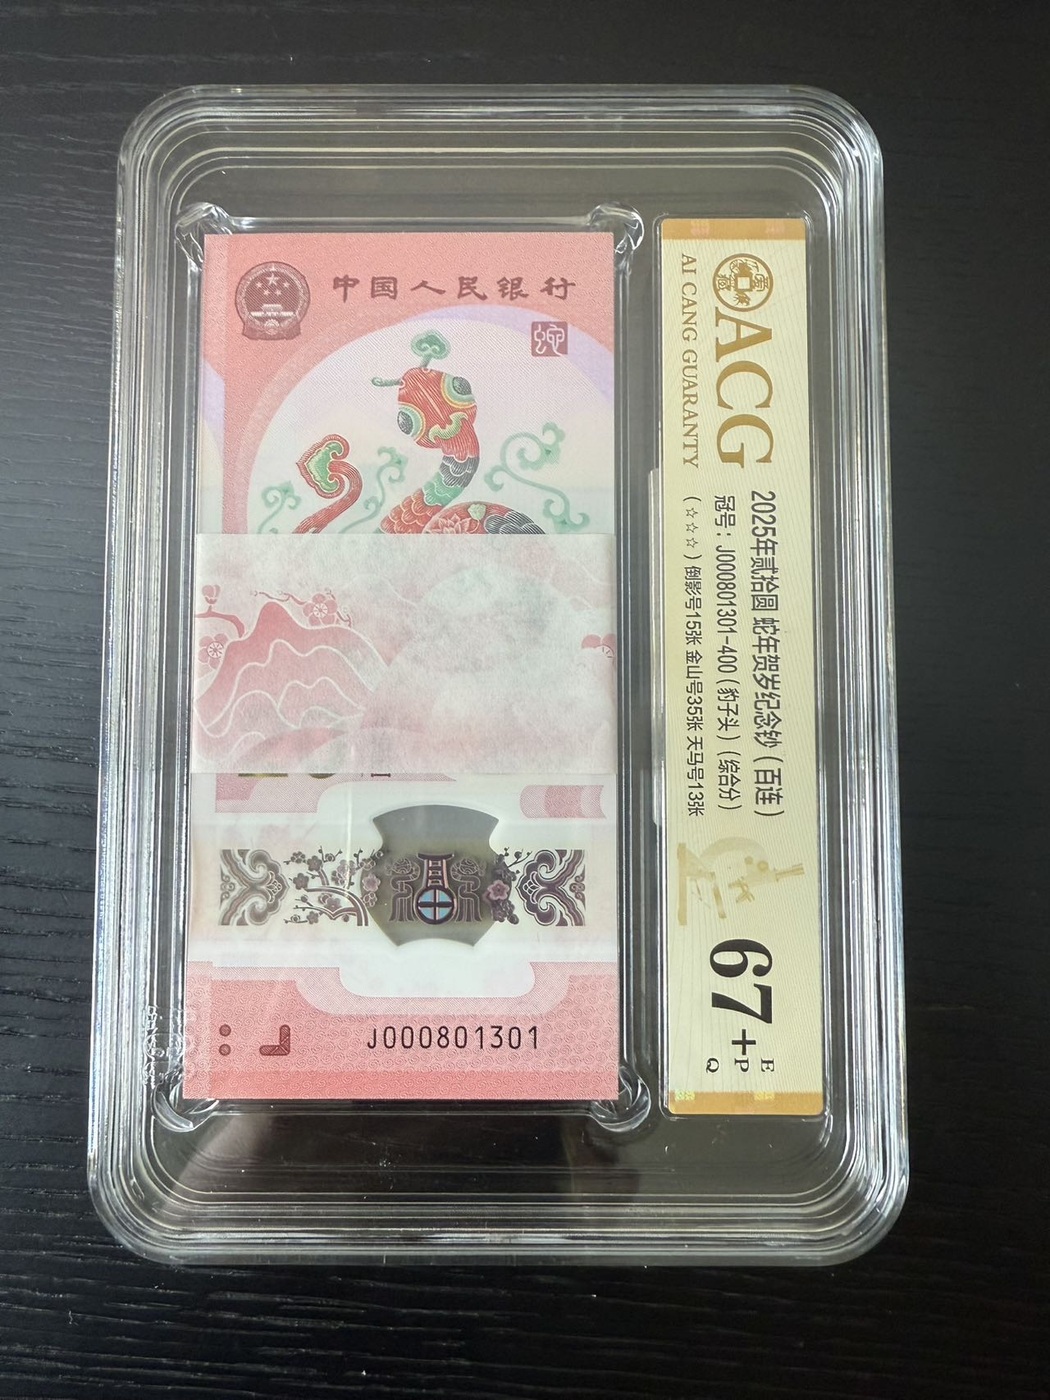 中国人民银行
蛇
J000801301
ACG
AI CANG GUARANTY
2025年贰拾圆 蛇年贺岁纪念钞（百连）
冠号：J000801301-400（豹子头）（综合分）
（☆☆☆）倒影号15张 金山号35张 天马号13张
67+
E
P
Q